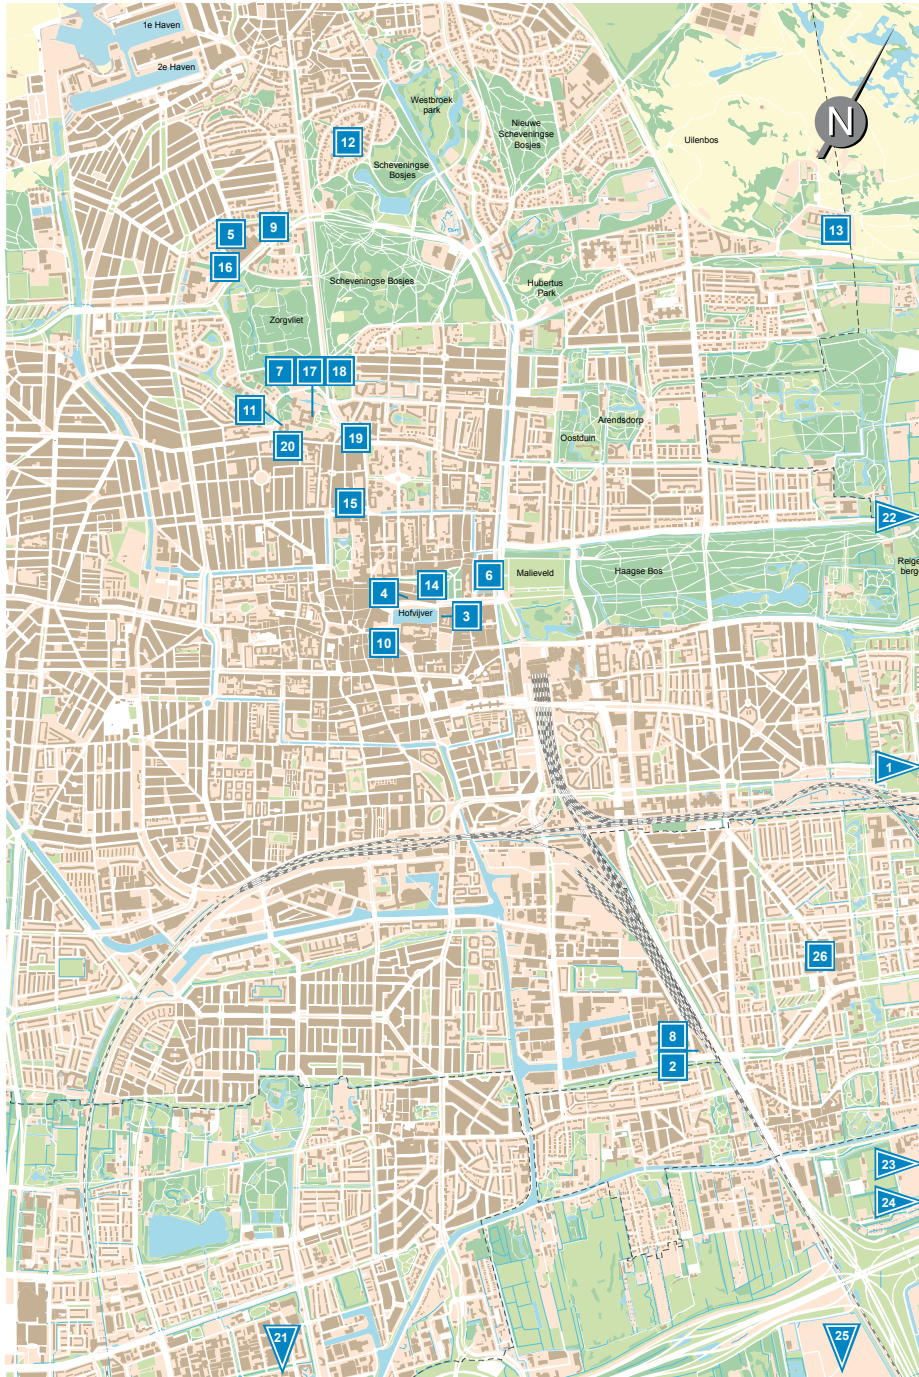 1e Haven
2e Haven
Westbroek
park
Nieuwe
Scheveningse
Bosjes
N
Uilenbos
12
Scheveningse
Bosjes
5
9
13
16
Scheveningse Bosjes
Hubertus
Park
Zorgvliet
7
17
18
11
Arendsdorp
Oostduin
19
20
15
22
Malieveld
Haagse Bos
6
14
4
Hofvijver
3
10
1
26
8
2
23
24
21
25